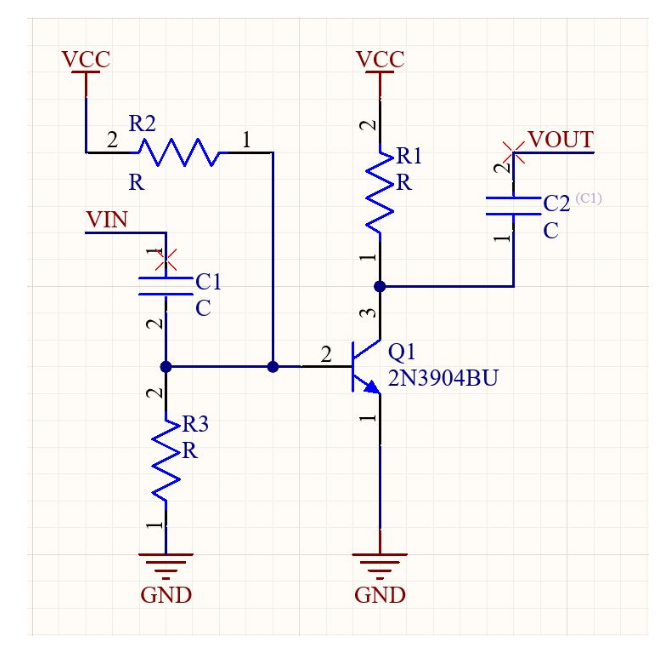 VCC
VCC
2
R2
1
R
2
R1
R
1
VOUT
2
C2 (C1)
C
1
VIN
1
C1
C
2
3
2
Q1
2N3904BU
1
2
R3
R
1
GND
GND